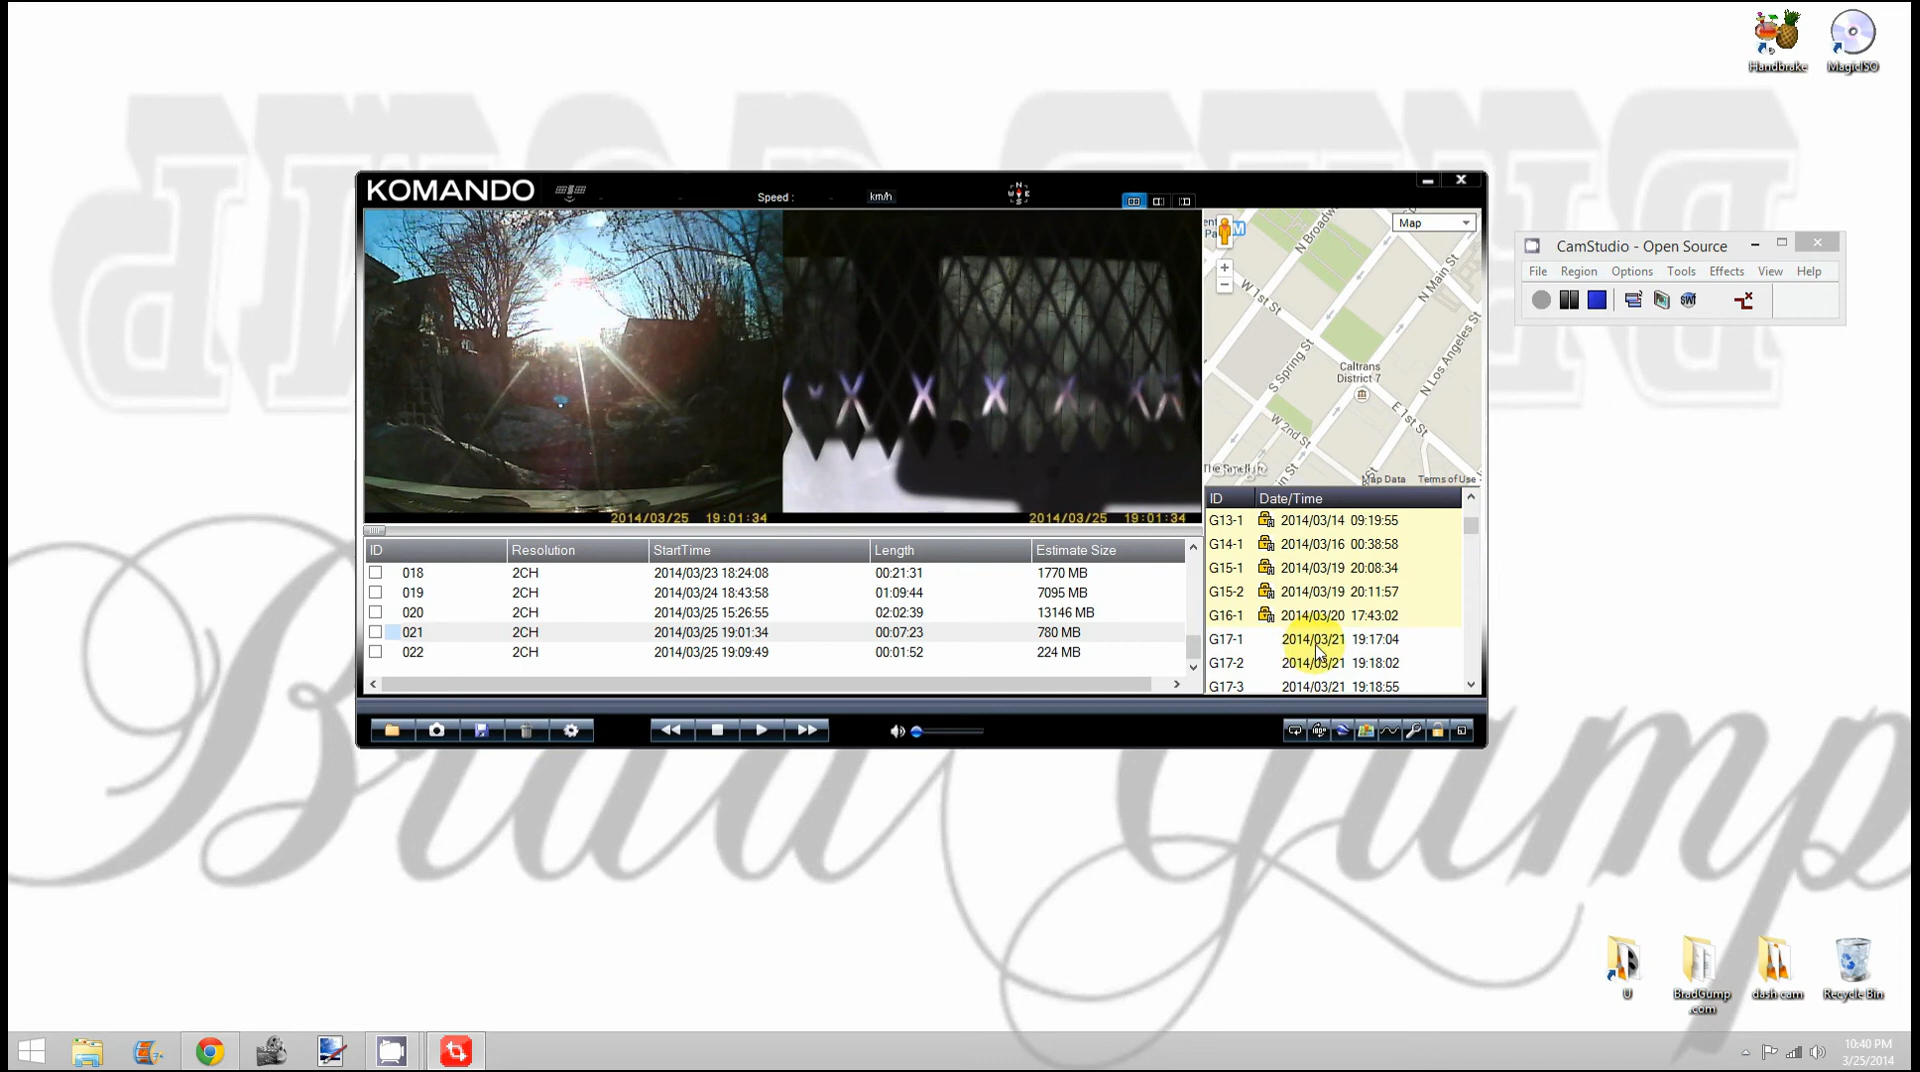 Handbrake
MagicISO
KOMANDO
Speed :
km/h
Map
N Broadway
N Main St
W 1st St
S Spring St
N Los Angeles St
Caltrans
District 7
E 1st St
W 2nd St
Map Data
Terms of Use
2014/03/25 19:01:34
2014/03/25 19:01:34
CamStudio - Open Source
File Region Options Tools Effects View Help
ID Date/Time
G13-1 2014/03/14 09:19:55
G14-1 2014/03/16 00:38:58
G15-1 2014/03/19 20:08:34
G15-2 2014/03/19 20:11:57
G16-1 2014/03/20 17:43:02
G17-1 2014/03/21 19:17:04
G17-2 2014/03/21 19:18:02
G17-3 2014/03/21 19:18:55
ID Resolution StartTime Length Estimate Size
018 2CH 2014/03/23 18:24:08 00:21:31 1770 MB
019 2CH 2014/03/24 18:43:58 01:09:44 7095 MB
020 2CH 2014/03/25 15:26:55 02:02:39 13146 MB
021 2CH 2014/03/25 19:01:34 00:07:23 780 MB
022 2CH 2014/03/25 19:09:49 00:01:52 224 MB
Brad Gump
U
BradGump
.com
dash cam
Recycle Bin
10:40 PM
3/25/2014